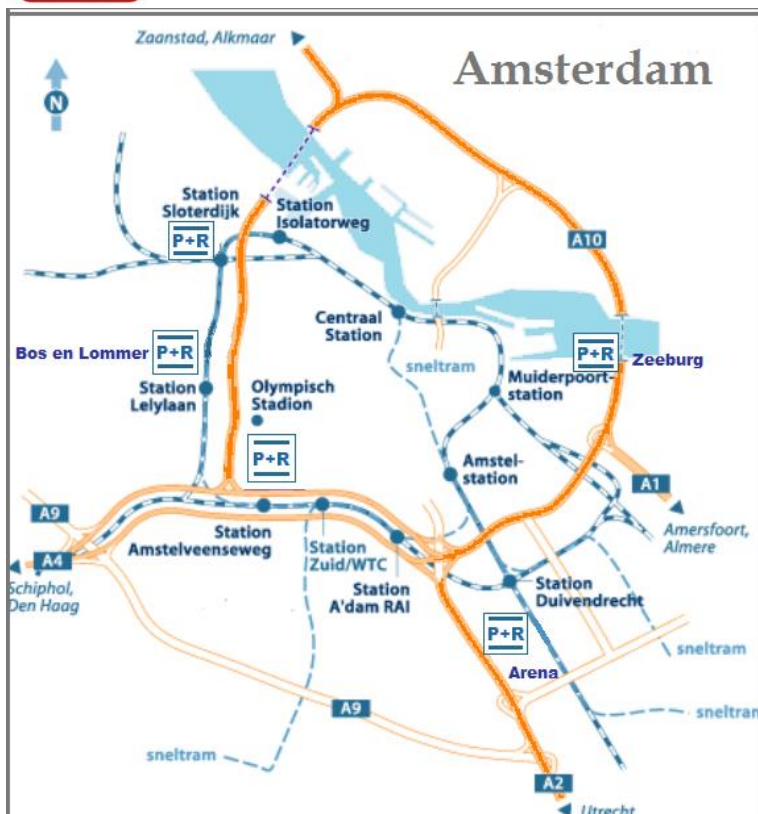 Zaanstad, Alkmaar
Amsterdam
N
Station
Sloterdijk
Station
Isolatorweg
P+R
A10
Centraal
Station
Bos en Lommer
P+R
P+R
Zeeburg
sneltram
Muiderpoort-
station
Station
Lelylaan
Olympisch
Stadion
P+R
Amstel-
station
A1
A9
Amersfoort,
Almere
Station
Amstelveenseweg
Station
Zuid/WTC
A4
Schiphol,
Den Haag
Station
A'dam RAI
Station
Duivendrecht
P+R
Arena
sneltram
A9
sneltram
sneltram
A2
Utrecht